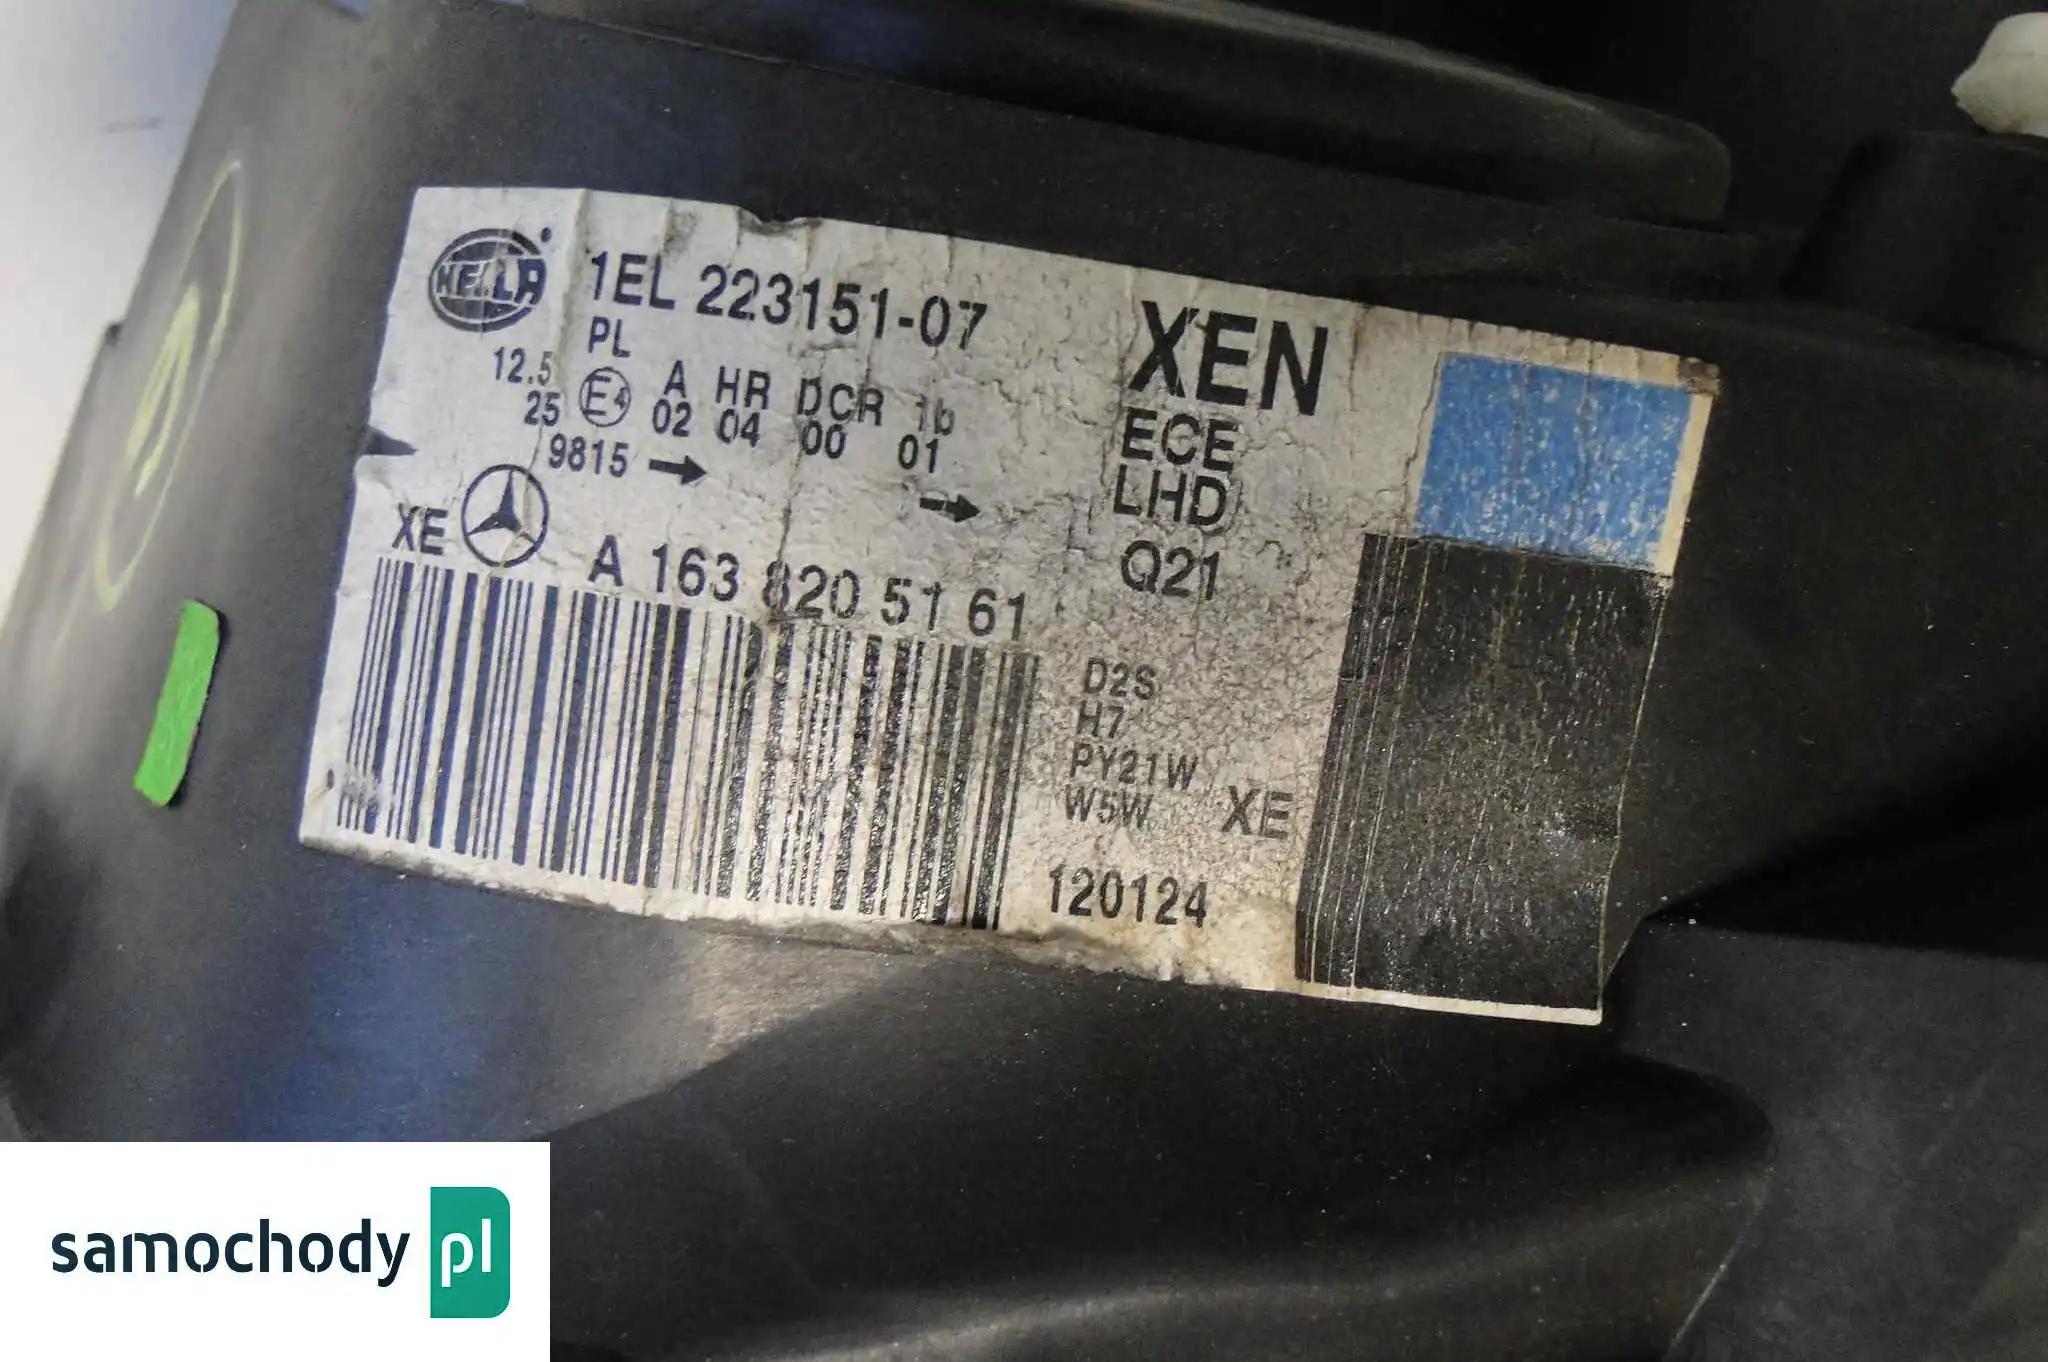 HELLA
1EL 223151-07
PL
12.5
25 E4 A HR DCR 1b
02 04 00 01
9815 →
→
XE A 163 820 51 61
XEN
ECE
LHD
Q21
D2S
H7
PY21W
W5W XE
120124
samochody pl